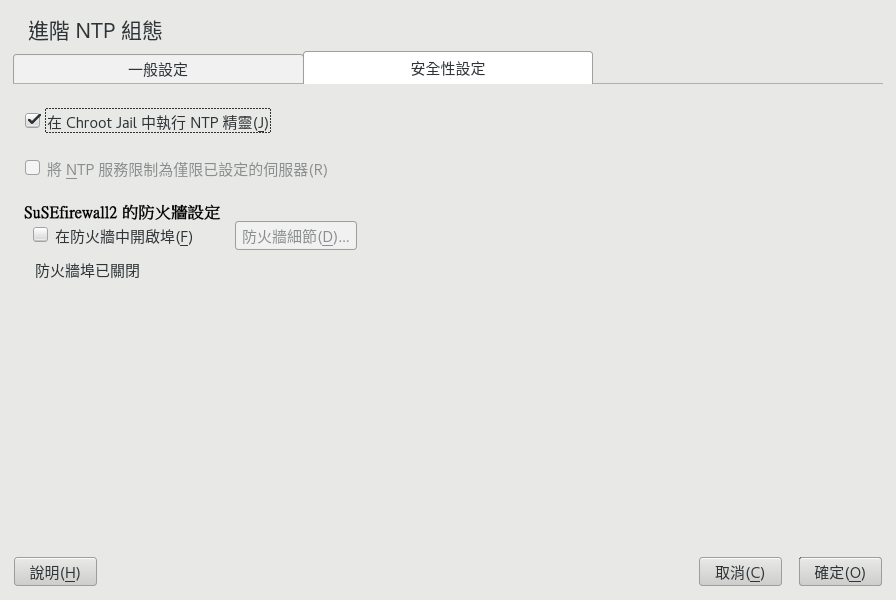 進階 NTP 組態
一般設定
安全性設定
在 Chroot Jail 中執行 NTP 精靈(J)
將 NTP 服務限制為僅限已設定的伺服器(R)
SuSEfirewall2 的防火牆設定
在防火牆中開啟埠(F)
防火牆細節(D)...
防火牆埠已關閉
說明(H)
取消(C)
確定(O)